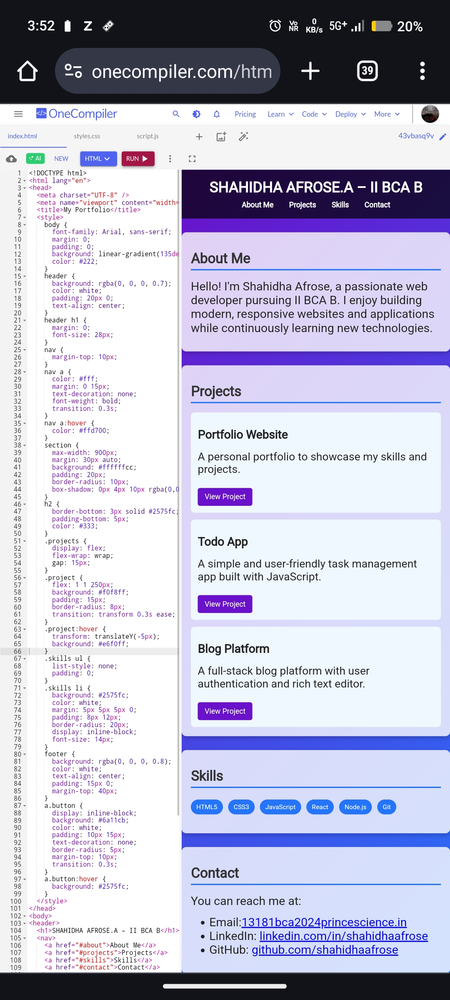 3:52
Z
Vo NR
0 KB/s
5G+
20%
onecompiler.com/htm
39
</> OneCompiler
Pricing
Learn
Code
Deploy
More
index.html
styles.css
script.js
43vbasq9v
AI
NEW
HTML
RUN
1 <!DOCTYPE html>
2 <html lang="en">
3 <head>
4 <meta charset="UTF-8" />
5 <meta name="viewport" content="width=
6 <title>My Portfolio</title>
7 <style>
8 body {
9 font-family: Arial, sans-serif;
10 margin: 0;
11 padding: 0;
12 background: linear-gradient(135de
13 color: #222;
14 }
15 header {
16 background: rgba(0, 0, 0, 0.7);
17 color: white;
18 padding: 20px 0;
19 text-align: center;
20 }
21 header h1 {
22 margin: 0;
23 font-size: 28px;
24 }
25 nav {
26 margin-top: 10px;
27 }
28 nav a {
29 color: #fff;
30 margin: 0 15px;
31 text-decoration: none;
32 font-weight: bold;
33 transition: 0.3s;
34 }
35 nav a:hover {
36 color: #ffd700;
37 }
38 section {
39 max-width: 900px;
40 margin: 30px auto;
41 background: #ffffffcc;
42 padding: 20px;
43 border-radius: 10px;
44 box-shadow: 0px 4px 10px rgba(0,0
45 }
46 h2 {
47 border-bottom: 3px solid #2575fc;
48 padding-bottom: 5px;
49 color: #333;
50 }
51 .projects {
52 display: flex;
53 flex-wrap: wrap;
54 gap: 15px;
55 }
56 .project {
57 flex: 1 1 250px;
58 background: #f0f8ff;
59 padding: 15px;
60 border-radius: 8px;
61 transition: transform 0.3s ease;
62 }
63 .project:hover {
64 transform: translateY(-5px);
65 background: #e6f0ff;
66 }
67 .skills ul {
68 list-style: none;
69 padding: 0;
70 }
71 .skills li {
72 background: #2575fc;
73 color: white;
74 margin: 5px 5px 5px 0;
75 padding: 8px 12px;
76 border-radius: 20px;
77 display: inline-block;
78 font-size: 14px;
79 }
80 footer {
81 background: rgba(0, 0, 0, 0.8);
82 color: white;
83 text-align: center;
84 padding: 15px 0;
85 margin-top: 40px;
86 }
87 a.button {
88 display: inline-block;
89 background: #6a11cb;
90 color: white;
91 padding: 10px 15px;
92 text-decoration: none;
93 border-radius: 5px;
94 margin-top: 10px;
95 transition: 0.3s;
96 }
97 a.button:hover {
98 background: #2575fc;
99 }
100 </style>
101 </head>
102 <body>
103 <header>
104 <h1>SHAHIDHA AFROSE.A – II BCA B</h1>
105 <nav>
106 <a href="#about">About Me</a>
107 <a href="#projects">Projects</a>
108 <a href="#skills">Skills</a>
109 <a href="#contact">Contact</a>
SHAHIDHA AFROSE.A – II BCA B
About Me Projects Skills Contact
About Me
Hello! I'm Shahidha Afrose, a passionate web
developer pursuing II BCA B. I enjoy building
modern, responsive websites and applications
while continuously learning new technologies.
Projects
Portfolio Website
A personal portfolio to showcase my skills and
projects.
View Project
Todo App
A simple and user-friendly task management
app built with JavaScript.
View Project
Blog Platform
A full-stack blog platform with user
authentication and rich text editor.
View Project
Skills
HTML5 CSS3 JavaScript React Node.js Git
Contact
You can reach me at:
• Email:13181bca2024princescience.in
• LinkedIn: linkedin.com/in/shahidhaafrose
• GitHub: github.com/shahidhaafrose